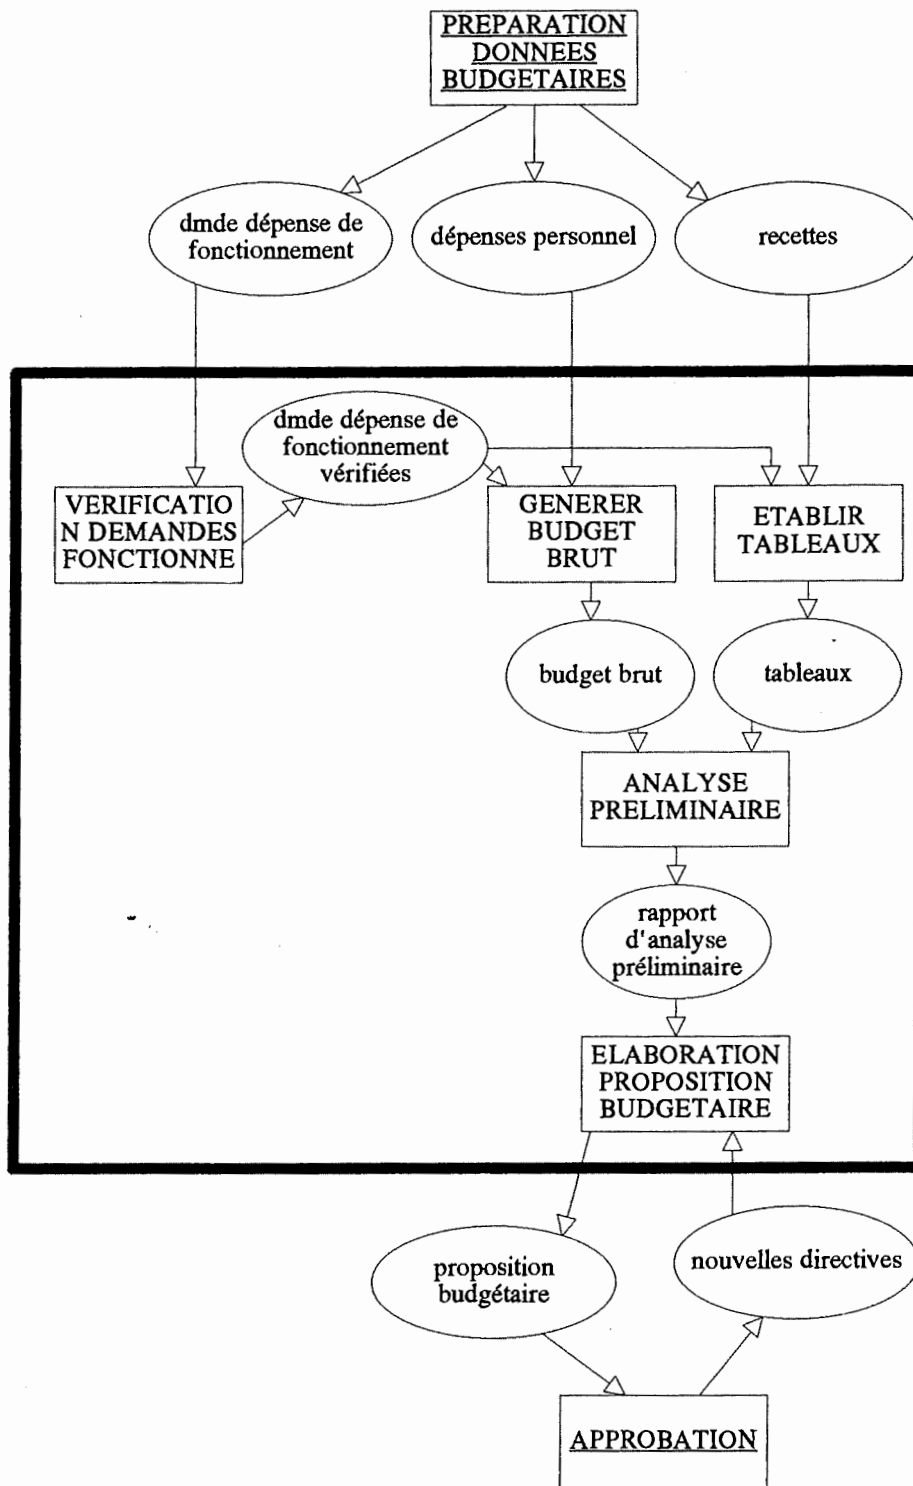 PREPARATION
DONNEES
BUDGETAIRES
dmde dépense de
fonctionnement
dépenses personnel
recettes
dmde dépense de
fonctionnement
vérifiées
VERIFICATIO
N DEMANDES
FONCTIONNE
GENERER
BUDGET
BRUT
ETABLIR
TABLEAUX
budget brut
tableaux
ANALYSE
PRELIMINAIRE
rapport
d'analyse
préliminaire
ELABORATION
PROPOSITION
BUDGETAIRE
proposition
budgétaire
nouvelles directives
APPROBATION